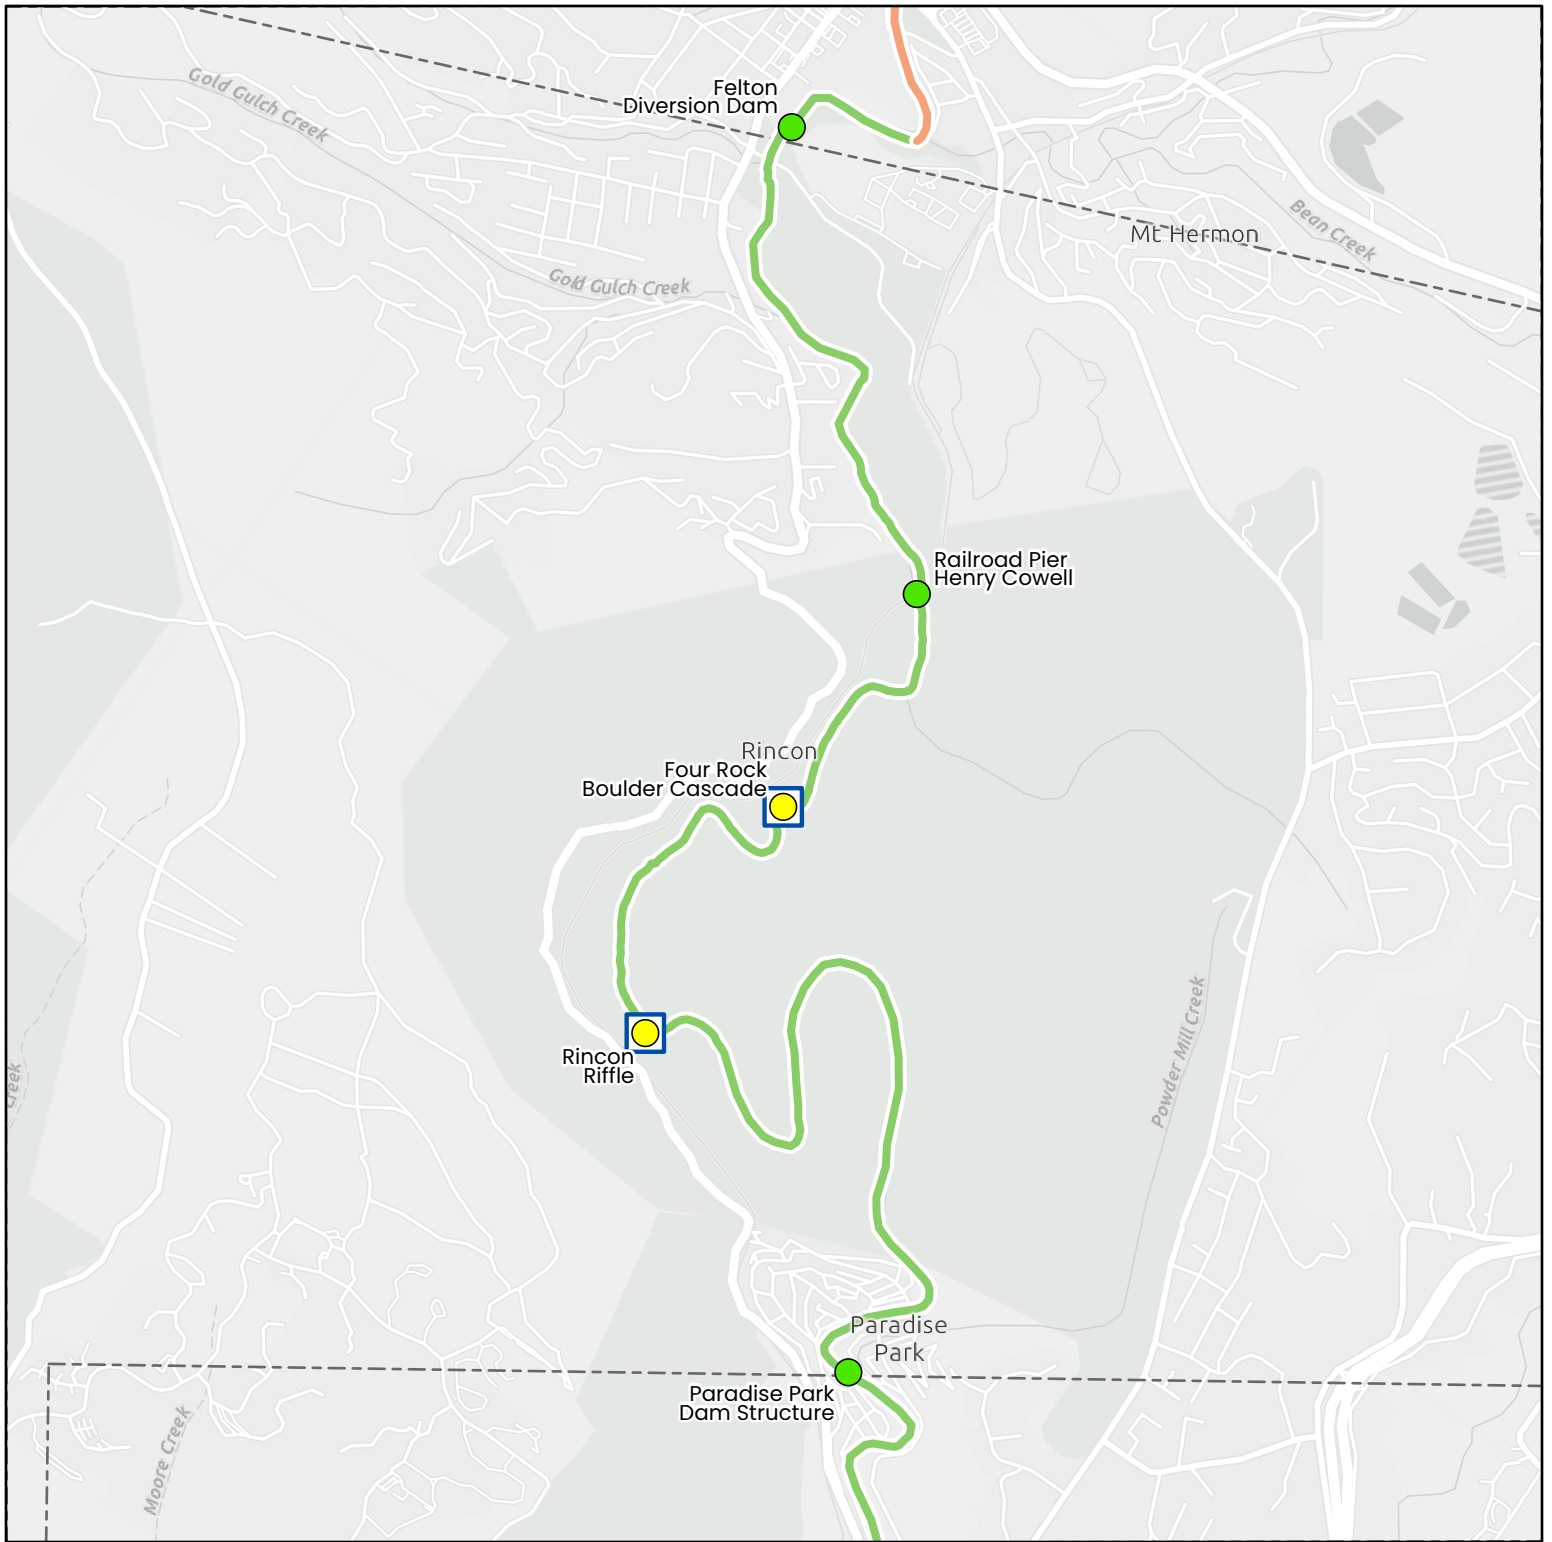 Felton
Diversion Dam
Gold Gulch Creek
Bean Creek
Mt Hermon
Gold Gulch Creek
Railroad Pier
Henry Cowell
Rincon
Four Rock
Boulder Cascade
Powder Mill Creek
Rincon
Riffle
Creek
Paradise
Park
Paradise Park
Dam Structure
Moore Creek